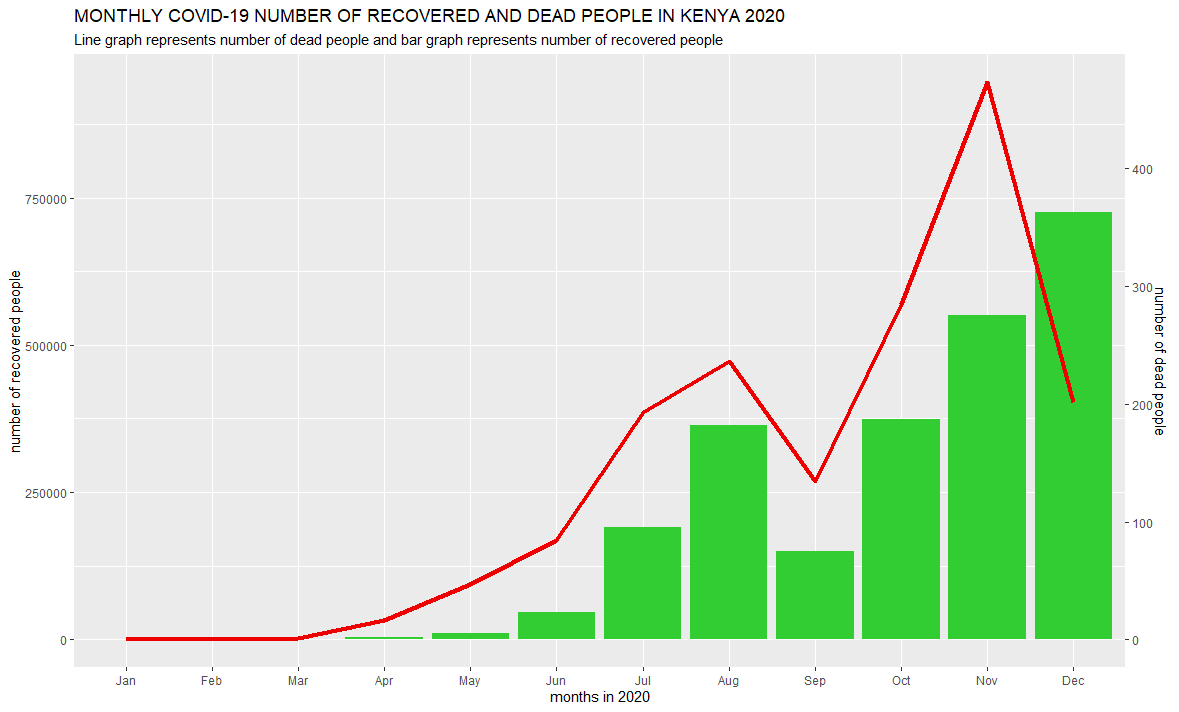 MONTHLY COVID-19 NUMBER OF RECOVERED AND DEAD PEOPLE IN KENYA 2020
Line graph represents number of dead people and bar graph represents number of recovered people
number of recovered people
750000
500000
250000
0
400
300
200
100
0
number of dead people
Jan Feb Mar Apr May Jun Jul Aug Sep Oct Nov Dec
months in 2020